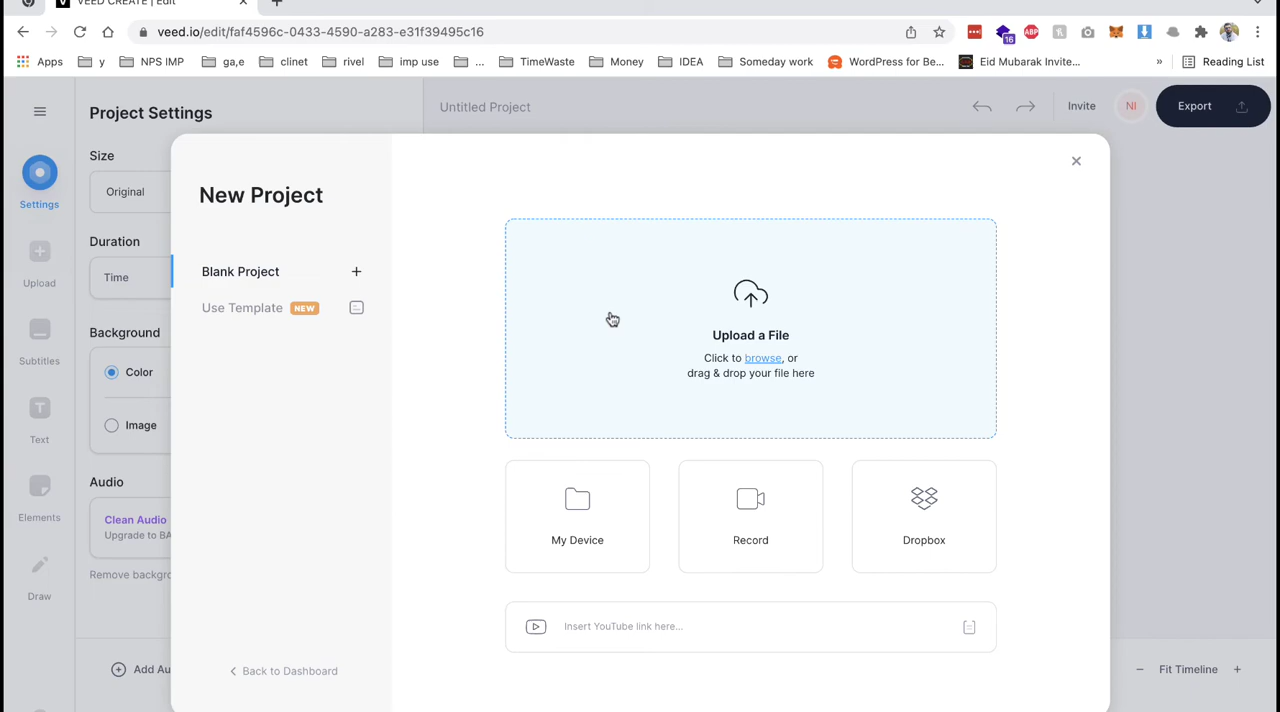 VEED CREATE | Edit
veed.io/edit/faf4596c-0433-4590-a283-e31f39495c16
16
ABP
Apps y NPS IMP ga,e clinet rivel imp use ... TimeWaste Money IDEA Someday work WordPress for Be... Eid Mubarak Invite... » Reading List
Project Settings
Untitled Project
Invite
NI
Export
Size
Original
Settings
Duration
Time
Upload
Background
Color
Subtitles
Image
Text
Audio
Clean Audio
Upgrade to BA
Elements
Remove backgro
Draw
Add Au
Fit Timeline
New Project
Blank Project
Use Template NEW
Back to Dashboard
Upload a File
Click to browse, or
drag & drop your file here
My Device
Record
Dropbox
Insert YouTube link here...